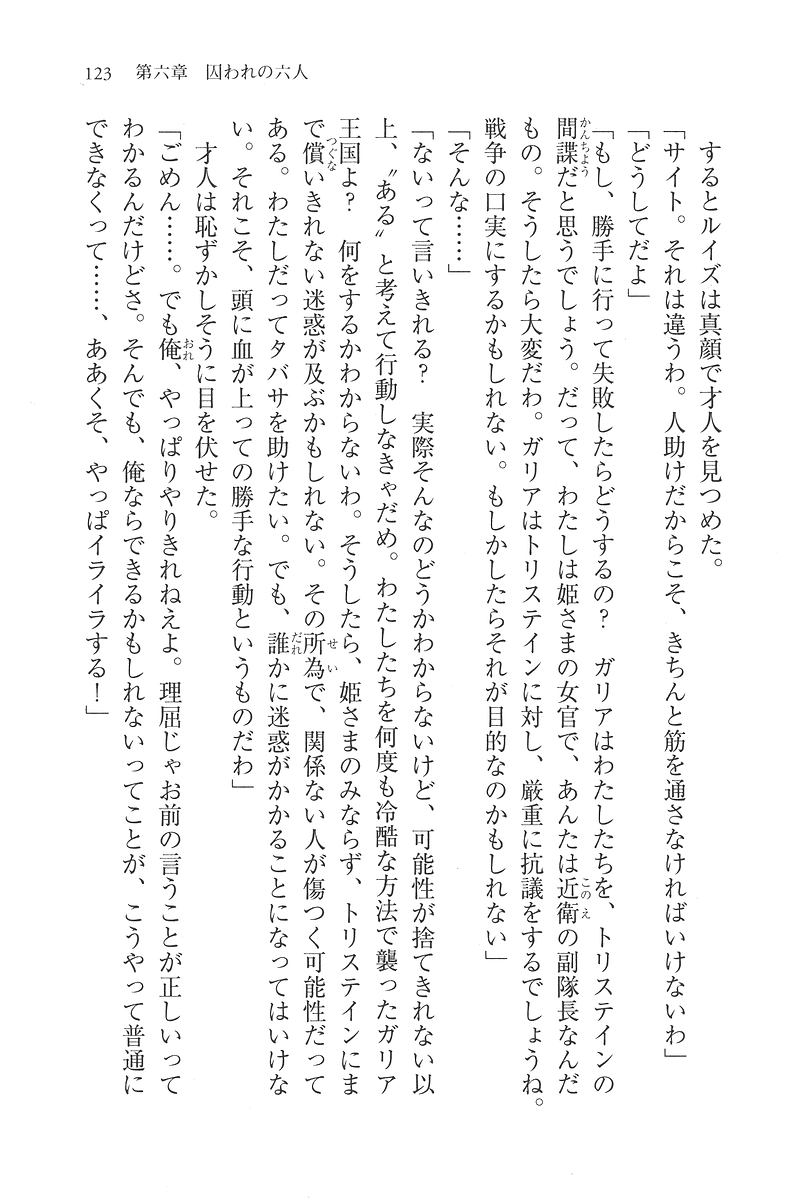 123　第六章　囚われの六人
　するとルイズは真顔で才人を見つめた。
「サイト。それは違うわ。人助けだからこそ、きちんと筋を通さなければいけないわ」
「どうしてだよ」
「もし、勝手に行って失敗したらどうするの？　ガリアはわたしたちを、トリステインの
間諜だと思うでしょう。だって、わたしは姫さまの女官で、あんたは近衛の副隊長なんだ
もの。そうしたら大変だわ。ガリアはトリステインに対し、厳重に抗議をするでしょうね。
戦争の口実にするかもしれない。もしかしたらそれが目的なのかもしれない」
「そんな……」
「ないって言いきれる？　実際そんなのどうかわからないけど、可能性が捨てきれない以
上、〝ある〟と考えて行動しなきゃだめ。わたしたちを何度も冷酷な方法で襲ったガリア
王国よ？　何をするかわからないわ。そうしたら、姫さまのみならず、トリステインにま
で償いきれない迷惑が及ぶかもしれない。その所為で、関係ない人が傷つく可能性だって
ある。わたしだってタバサを助けたい。でも、誰かに迷惑がかかることになってはいけな
い。それこそ、頭に血が上っての勝手な行動というものだわ」
　才人は恥ずかしそうに目を伏せた。
「ごめん……。でも俺、やっぱりやりきれねえよ。理屈じゃお前の言うことが正しいって
わかるんだけどさ。そんでも、俺ならできるかもしれないってことが、こうやって普通に
できなくって……、ああくそ、やっぱイライラする！」